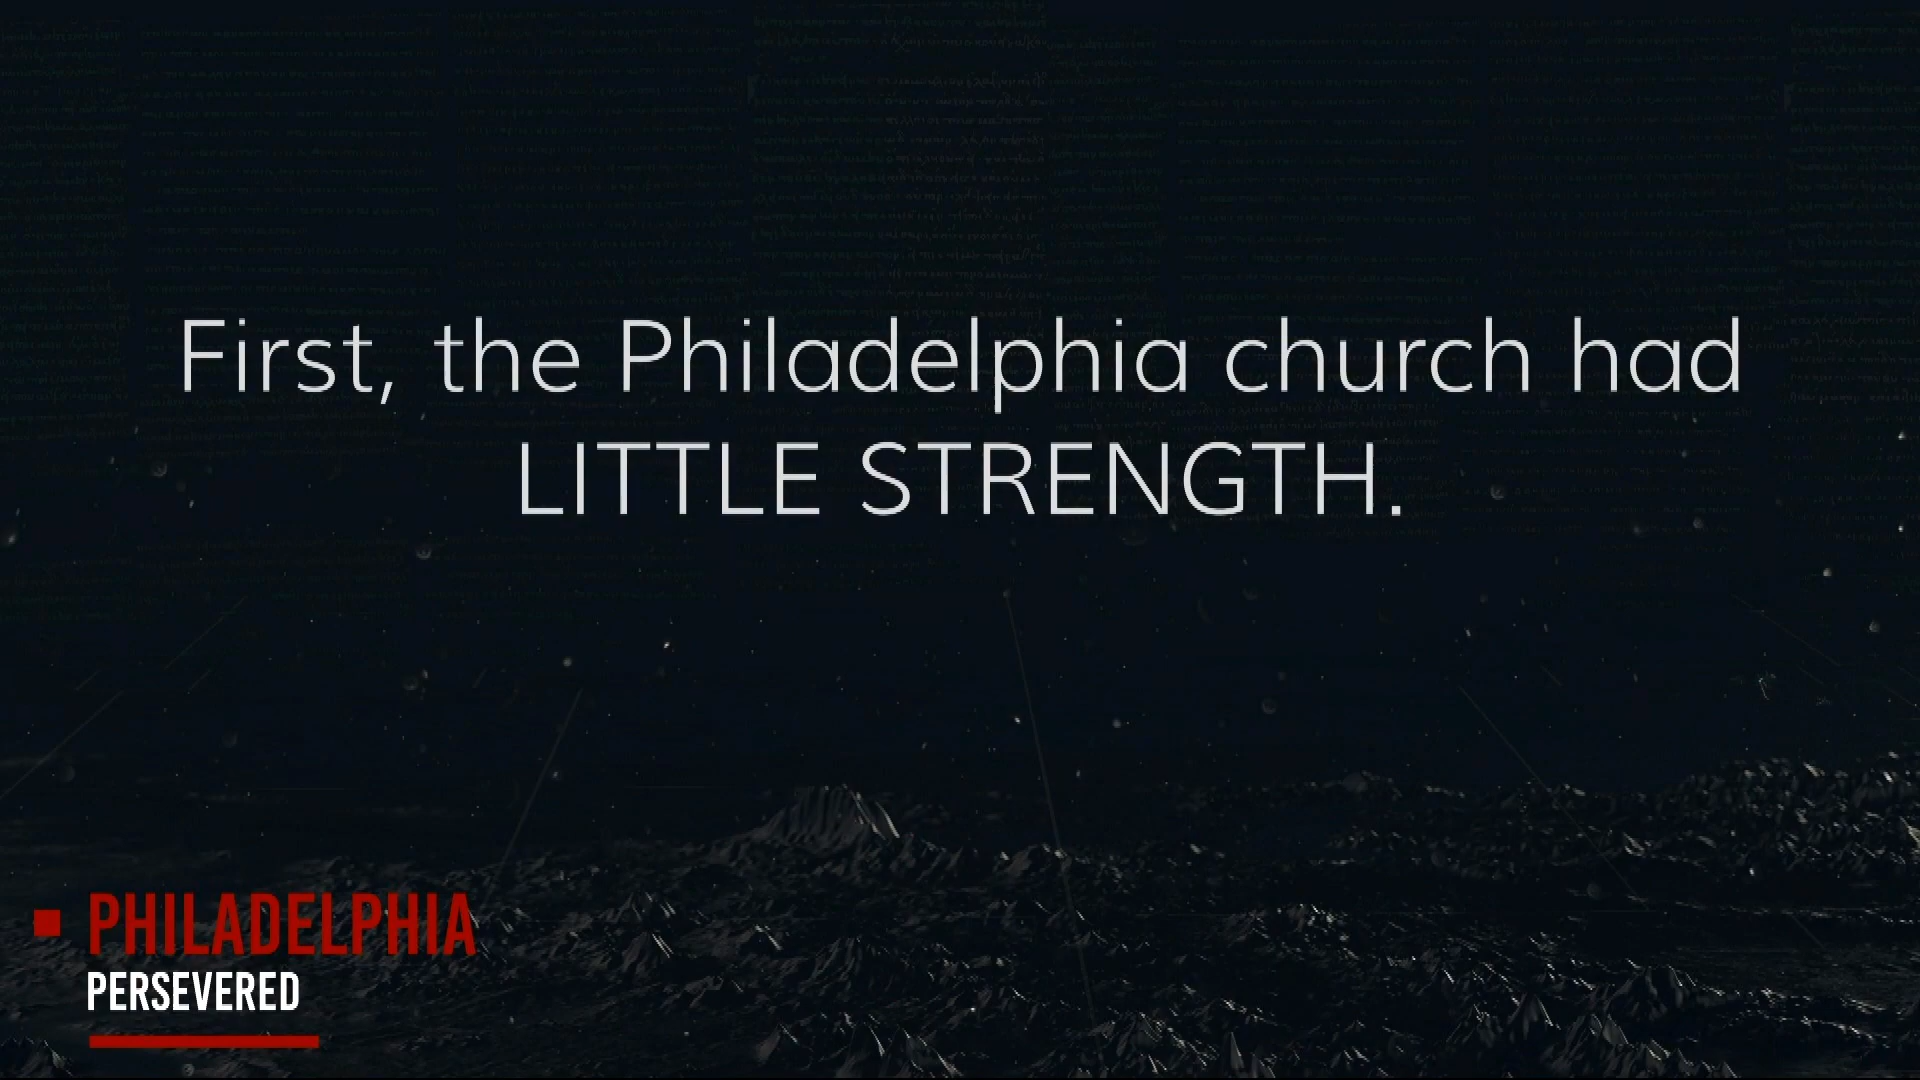 First, the Philadelphia church had
LITTLE STRENGTH.
PHILADELPHIA
PERSEVERED